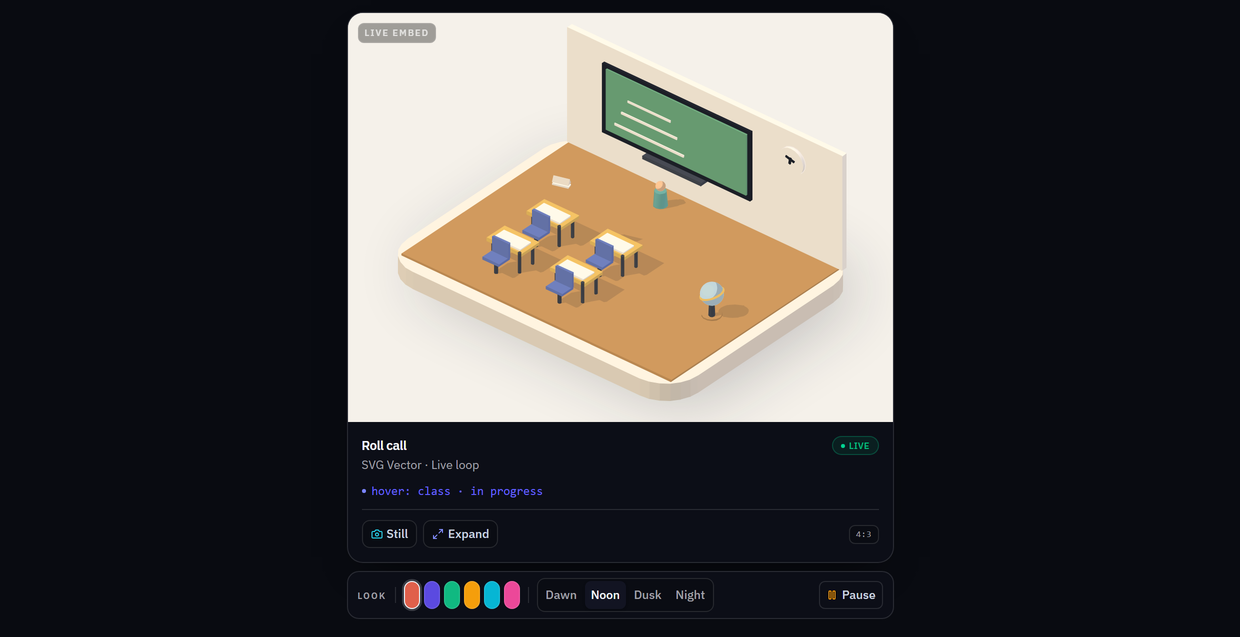 LIVE EMBED
Roll call
LIVE
SVG Vector · Live loop
hover: class · in progress
Still
Expand
4:3
LOOK
Dawn
Noon
Dusk
Night
Pause